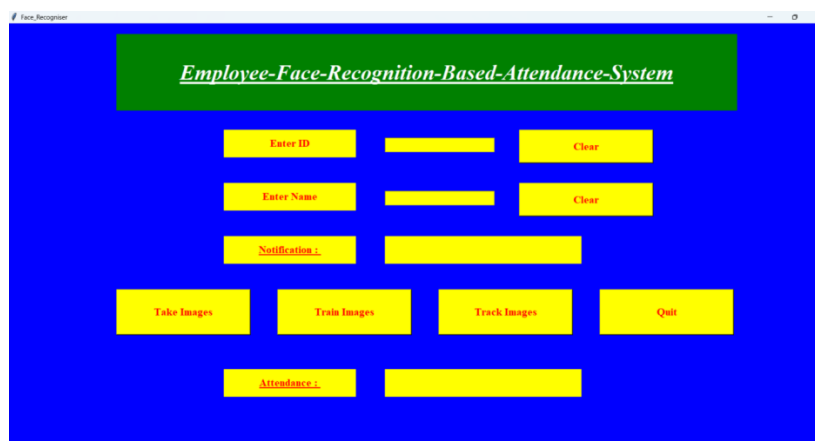 Face_Recogniser
Employee-Face-Recognition-Based-Attendance-System
Enter ID
Clear
Enter Name
Clear
Notification :
Take Images
Train Images
Track Images
Quit
Attendance :